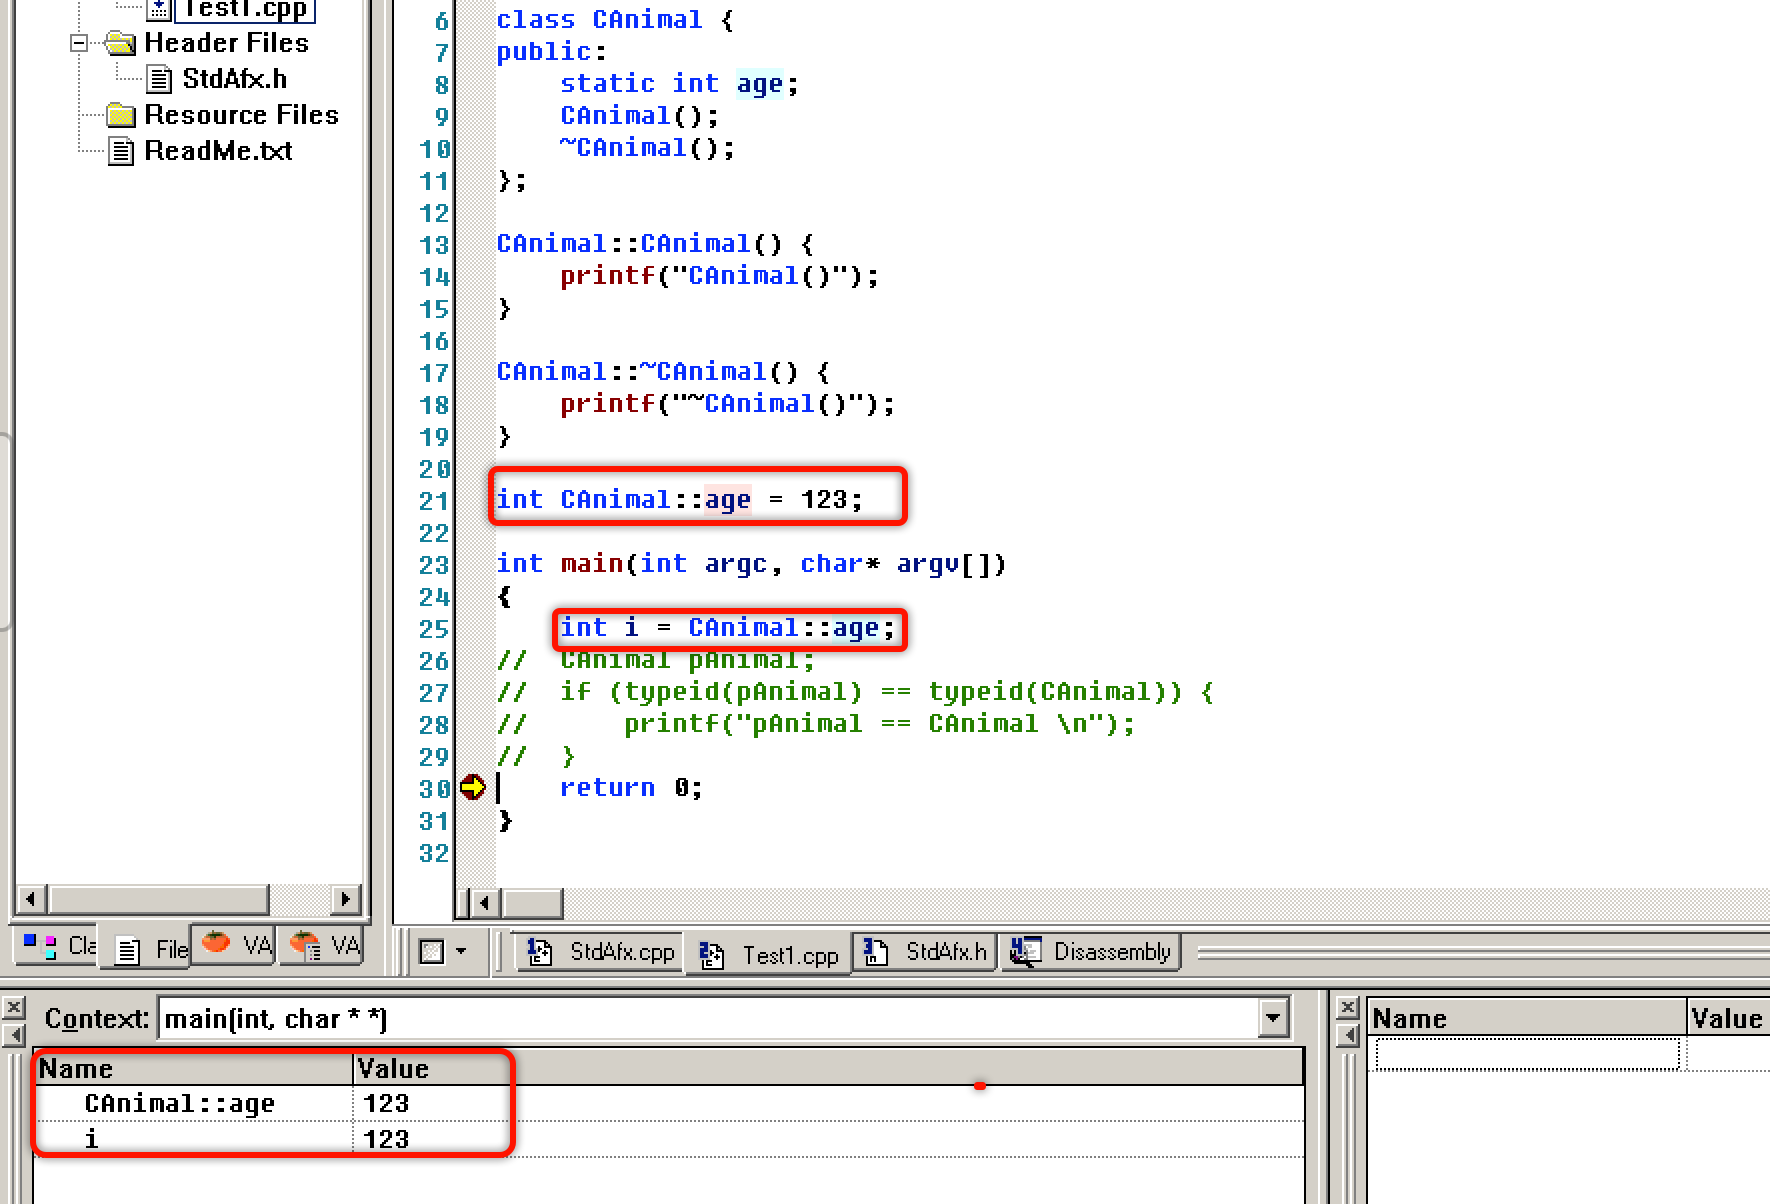 Test1.cpp
Header Files
StdAfx.h
Resource Files
ReadMe.txt
6 class CAnimal {
7 public:
8 static int age;
9 CAnimal();
10 ~CAnimal();
11 };
12
13 CAnimal::CAnimal() {
14 printf("CAnimal()");
15 }
16
17 CAnimal::~CAnimal() {
18 printf("~CAnimal()");
19 }
20
21 int CAnimal::age = 123;
22
23 int main(int argc, char* argv[])
24 {
25 int i = CAnimal::age;
26 // CAnimal pAnimal;
27 // if (typeid(pAnimal) == typeid(CAnimal)) {
28 // printf("pAnimal == CAnimal \n");
29 // }
30 return 0;
31 }
32
Cla File VA VA
StdAfx.cpp Test1.cpp StdAfx.h Disassembly
Context: main(int, char * *)
Name Value
CAnimal::age 123
i 123
Name Value